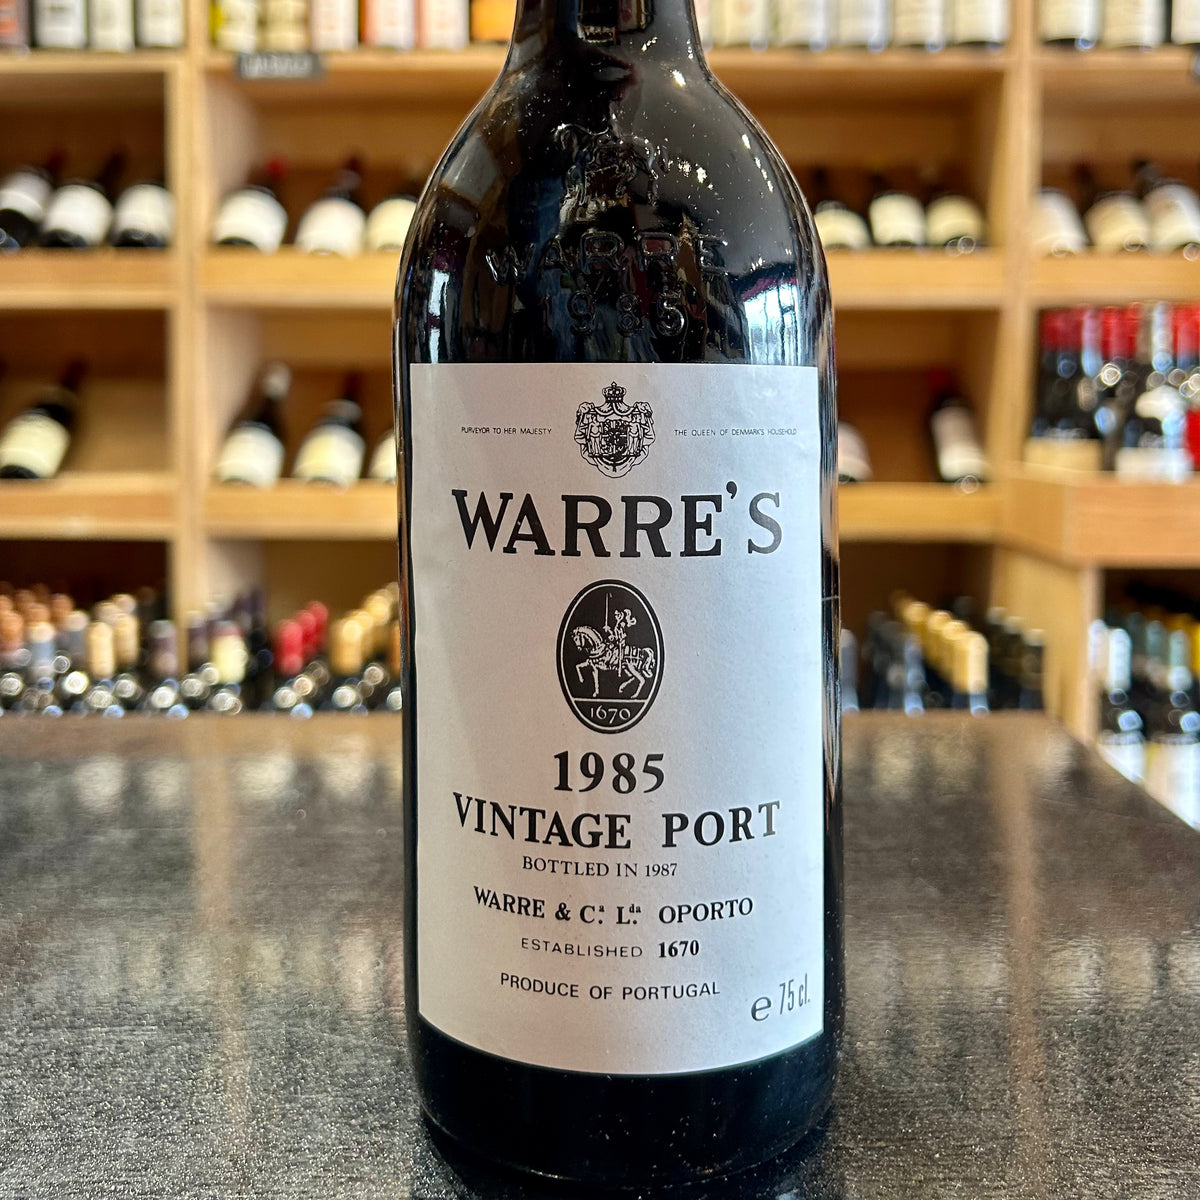 WARRE
1985
PURVEYOR TO HER MAJESTY THE QUEEN OF DENMARK'S HOUSEHOLD
WARRE'S
1670
1985
VINTAGE PORT
BOTTLED IN 1987
WARRE & Cª. Lᵈᵃ. OPORTO
ESTABLISHED 1670
PRODUCE OF PORTUGAL
℮ 75 cl.